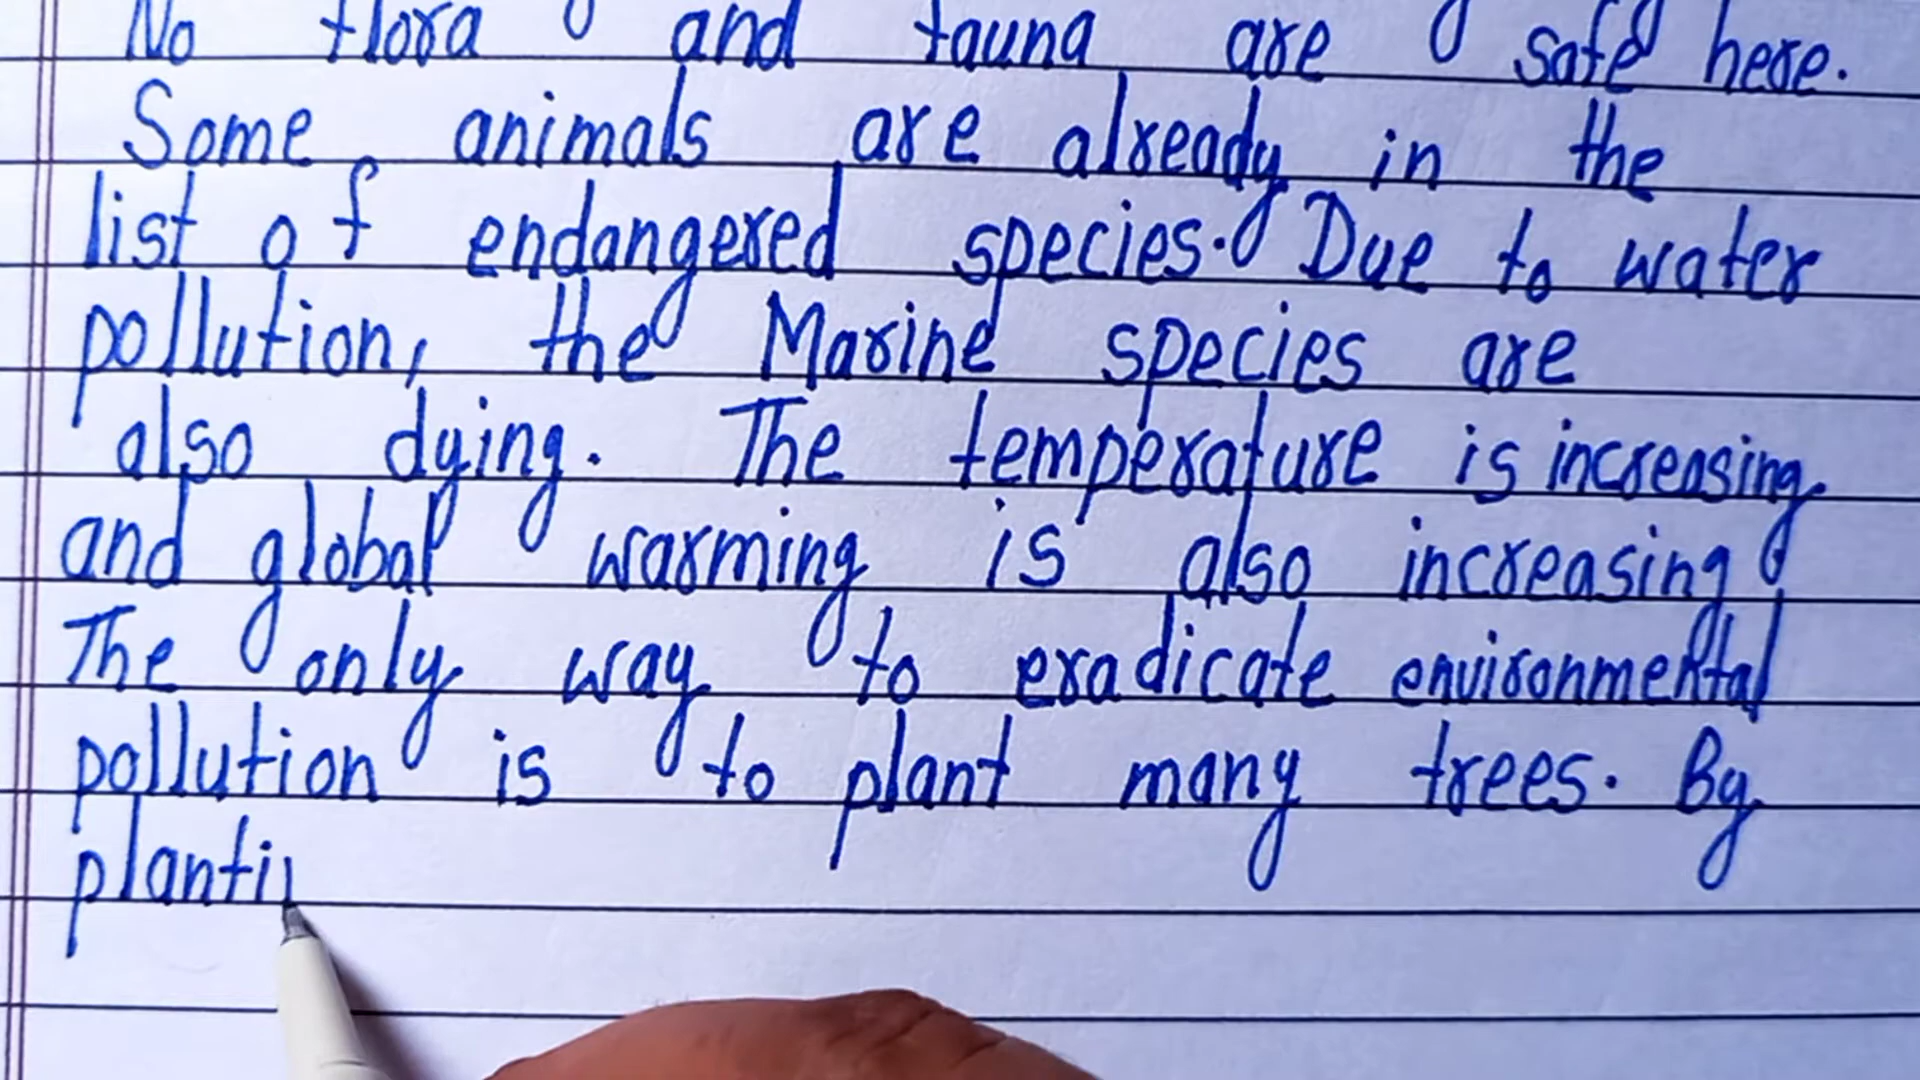 No flora and fauna are safe here.
Some animals are already in the
list of endangered species. Due to water
pollution, the Marine species are
also dying. The temperature is increasing
and global warming is also increasing
The only way to eradicate environmental
pollution is to plant many trees. By
planti